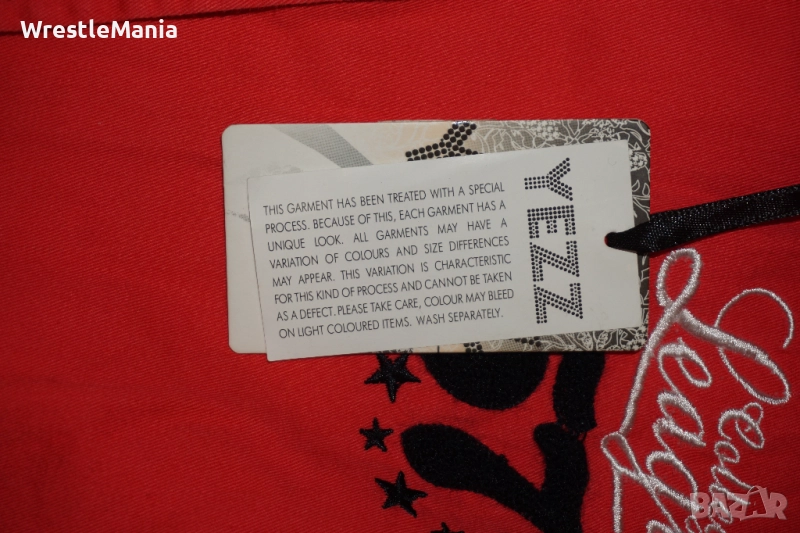 WrestleMania
THIS GARMENT HAS BEEN TREATED WITH A SPECIAL
PROCESS. BECAUSE OF THIS, EACH GARMENT HAS A
UNIQUE LOOK. ALL GARMENTS MAY HAVE A
VARIATION OF COLOURS AND SIZE DIFFERENCES
MAY APPEAR. THIS VARIATION IS CHARACTERISTIC
FOR THIS KIND OF PROCESS AND CANNOT BE TAKEN
AS A DEFECT. PLEASE TAKE CARE, COLOUR MAY BLEED
ON LIGHT COLOURED ITEMS. WASH SEPARATELY.
YEZZ
BAZAR